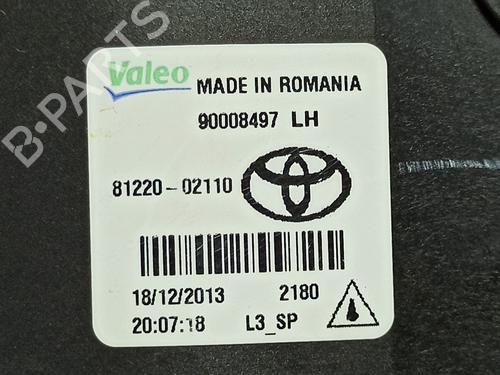 B-PARTS
Valeo
MADE IN ROMANIA
90008497 LH
81220-02110
18/12/2013 2180
20:07:18 L3_SP